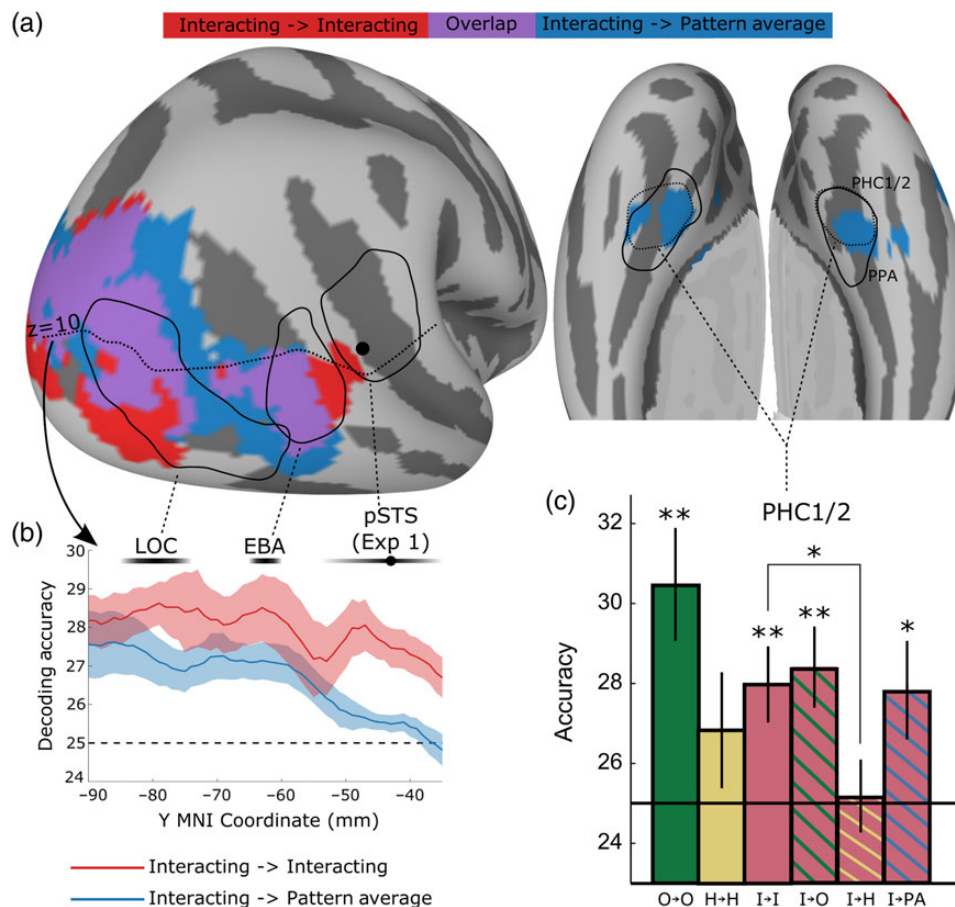 (a)
Interacting -> Interacting Overlap Interacting -> Pattern average
PHC1/2
PPA
z=10
(b)
LOC EBA pSTS
(Exp 1)
30
29
28
27
26
25
24
Decoding accuracy
−90 −80 −70 −60 −50 −40
Y MNI Coordinate (mm)
Interacting -> Interacting
Interacting -> Pattern average
(c)
PHC1/2
32
30
28
26
24
Accuracy
** ** ** * *
O→O H→H I→I I→O I→H I→PA